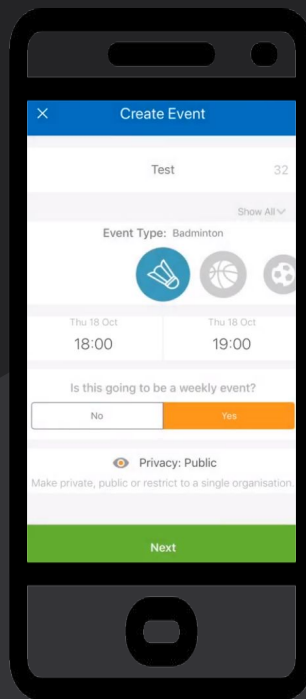 × Create Event
Test 32
Show All
Event Type: Badminton
Thu 18 Oct Thu 18 Oct
18:00 19:00
Is this going to be a weekly event?
No Yes
Privacy: Public
Make private, public or restrict to a single organisation.
Next